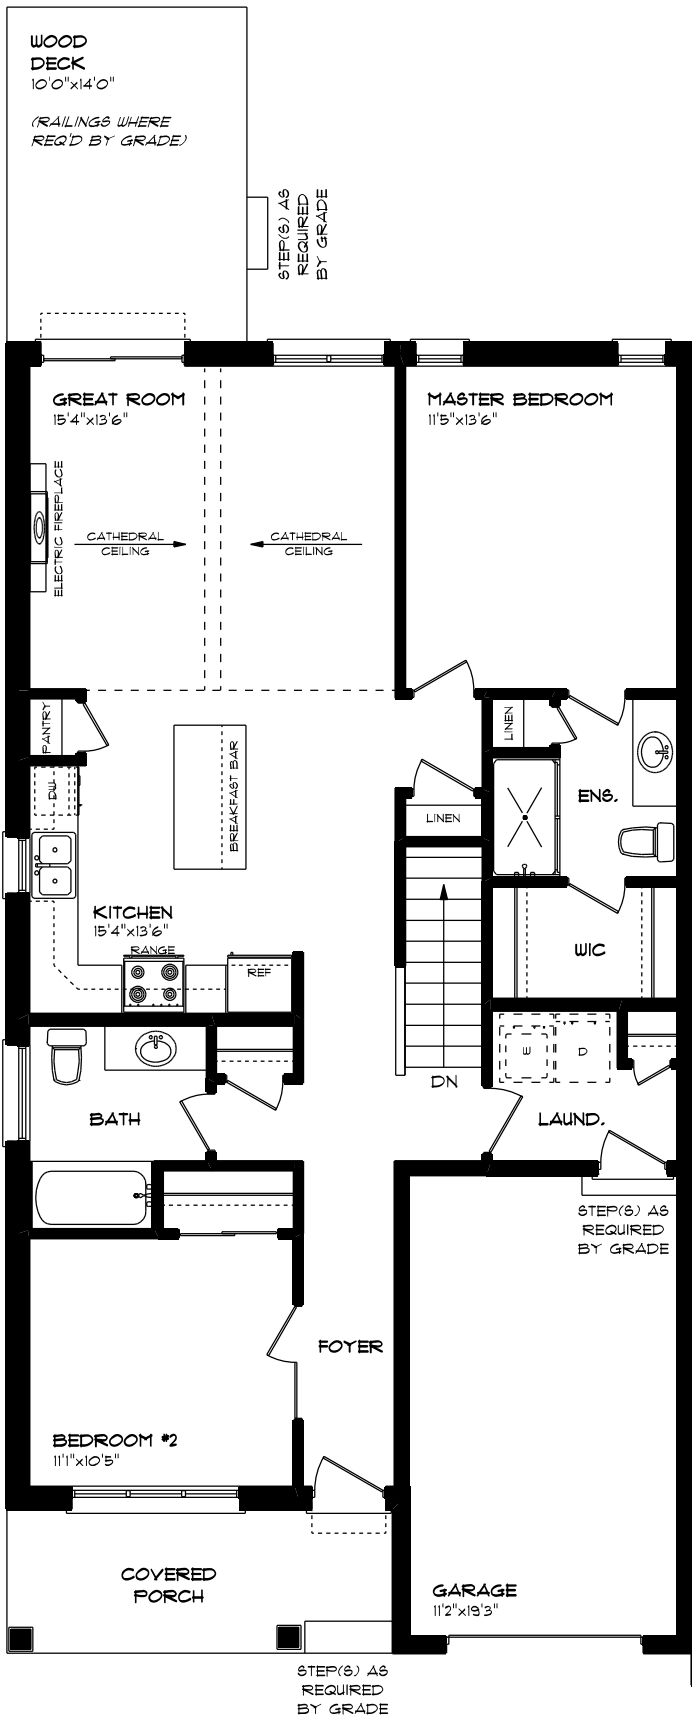 WOOD
DECK
10'0"x14'0"
(RAILINGS WHERE
REQ'D BY GRADE)
STEP(S) AS
REQUIRED
BY GRADE
GREAT ROOM
15'4"x13'6"
MASTER BEDROOM
11'5"x13'6"
ELECTRIC FIREPLACE
CATHEDRAL
CEILING
CATHEDRAL
CEILING
PANTRY
LINEN
BREAKFAST BAR
DW
ENS.
LINEN
KITCHEN
15'4"x13'6"
RANGE
REF
WIC
W
D
DN
BATH
LAUND.
STEP(S) AS
REQUIRED
BY GRADE
FOYER
BEDROOM #2
11'1"x10'5"
COVERED
PORCH
GARAGE
11'2"x19'3"
STEP(S) AS
REQUIRED
BY GRADE